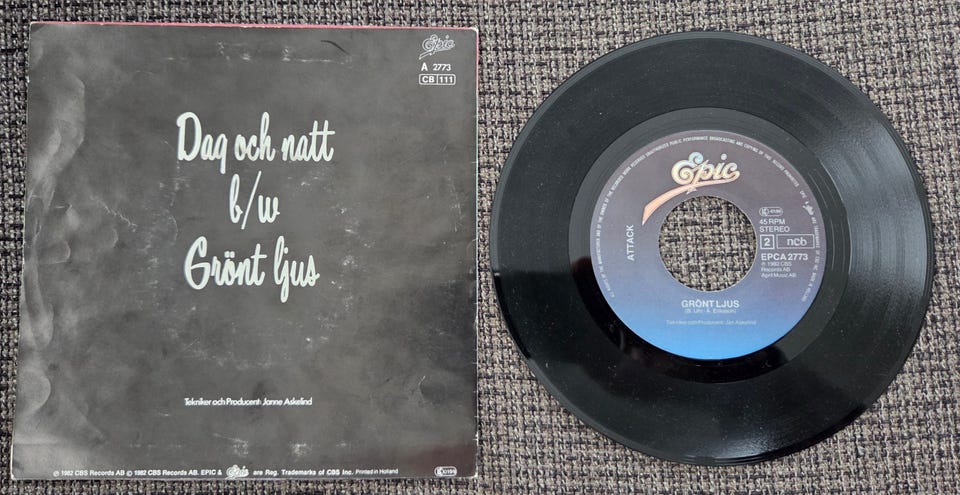 Epic
A 2773
CB 111
Dag och natt
b/w
Grönt ljus
Tekniker och Producent: Janne Askelind
℗ 1982 CBS Records AB © 1982 CBS Records AB. EPIC & Epic are Reg. Trademarks of CBS Inc. Printed in Holland
Epic
ATTACK
45 RPM
STEREO
2 ncb
EPCA 2773
℗ 1982 CBS
Records AB
April Music AB
GRÖNT LJUS
Tekniker och Producent: Jan Askelind